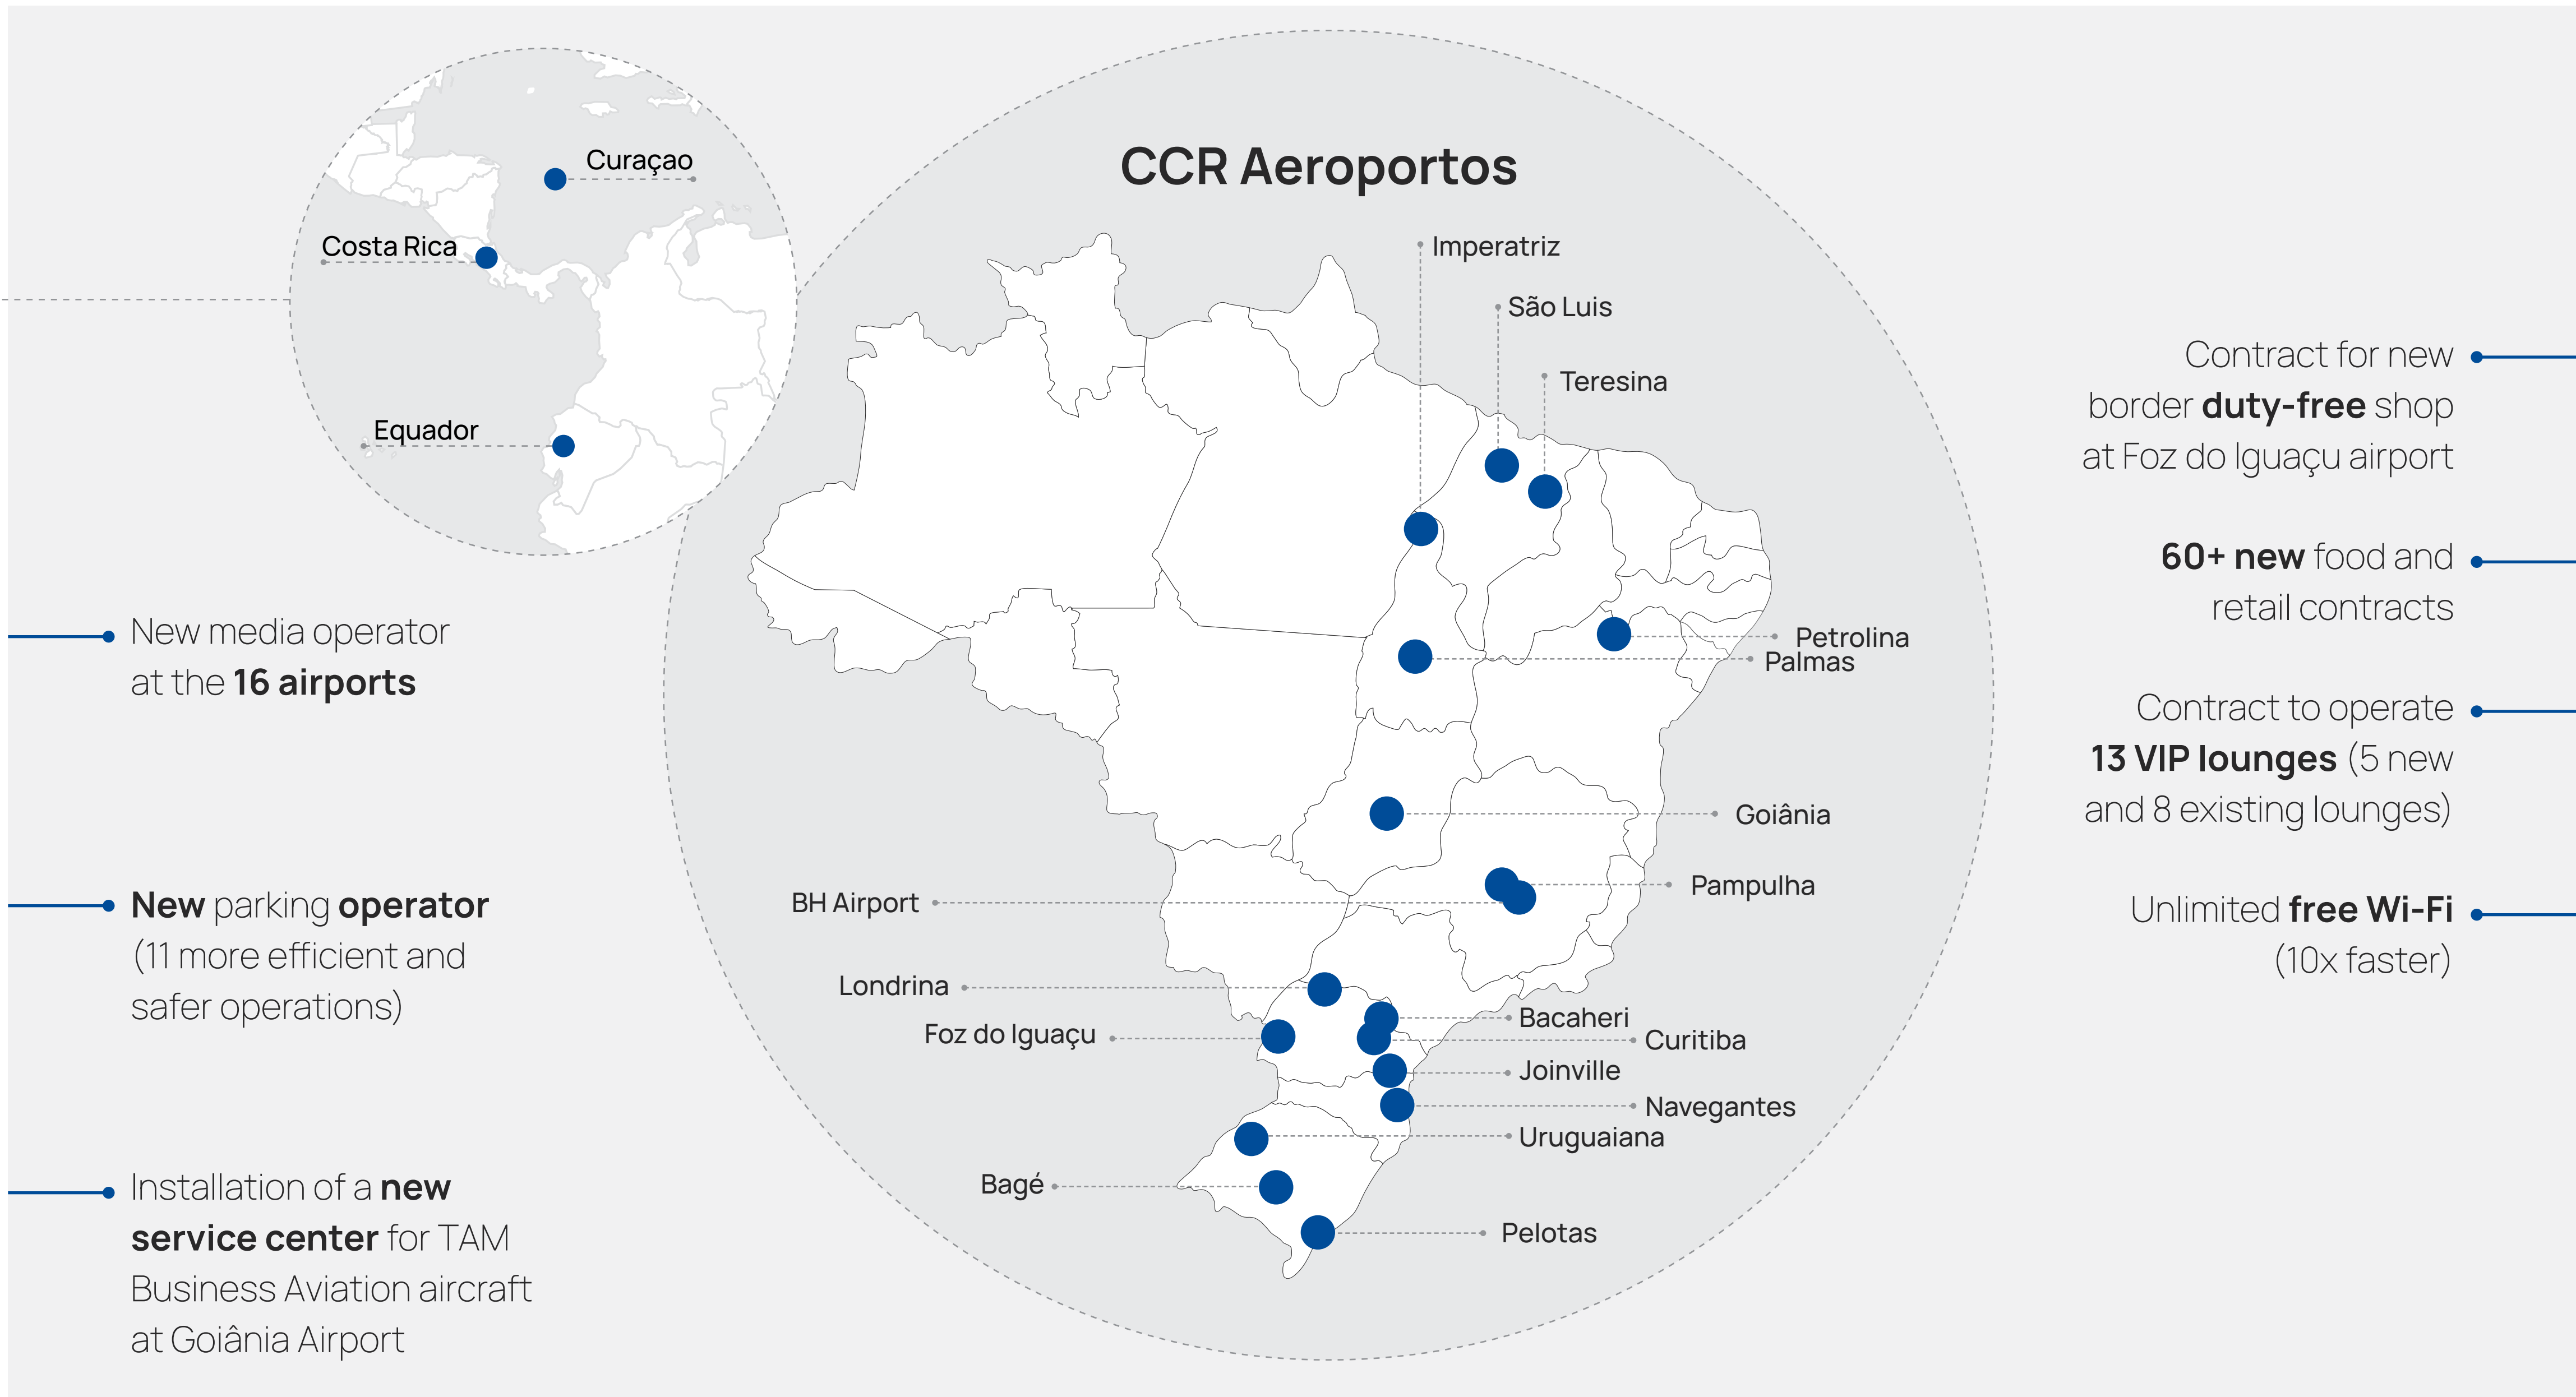 CCR Aeroportos
Curaçao
Costa Rica
Equador
Imperatriz
São Luis
Teresina
Petrolina
Palmas
Goiânia
Pampulha
BH Airport
Londrina
Foz do Iguaçu
Bacaheri
Curitiba
Joinville
Navegantes
Uruguaiana
Bagé
Pelotas
New media operator
at the 16 airports
New parking operator
(11 more efficient and
safer operations)
Installation of a new
service center for TAM
Business Aviation aircraft
at Goiânia Airport
Contract for new
border duty-free shop
at Foz do Iguaçu airport
60+ new food and
retail contracts
Contract to operate
13 VIP lounges (5 new
and 8 existing lounges)
Unlimited free Wi-Fi
(10x faster)